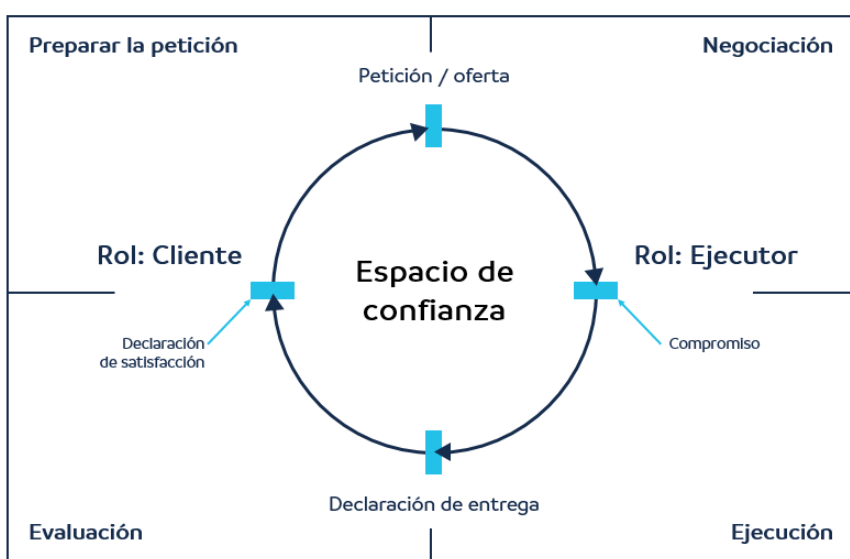 Preparar la petición
Negociación
Petición / oferta
Rol: Cliente
Espacio de
confianza
Rol: Ejecutor
Declaración
de satisfacción
Compromiso
Declaración de entrega
Evaluación
Ejecución